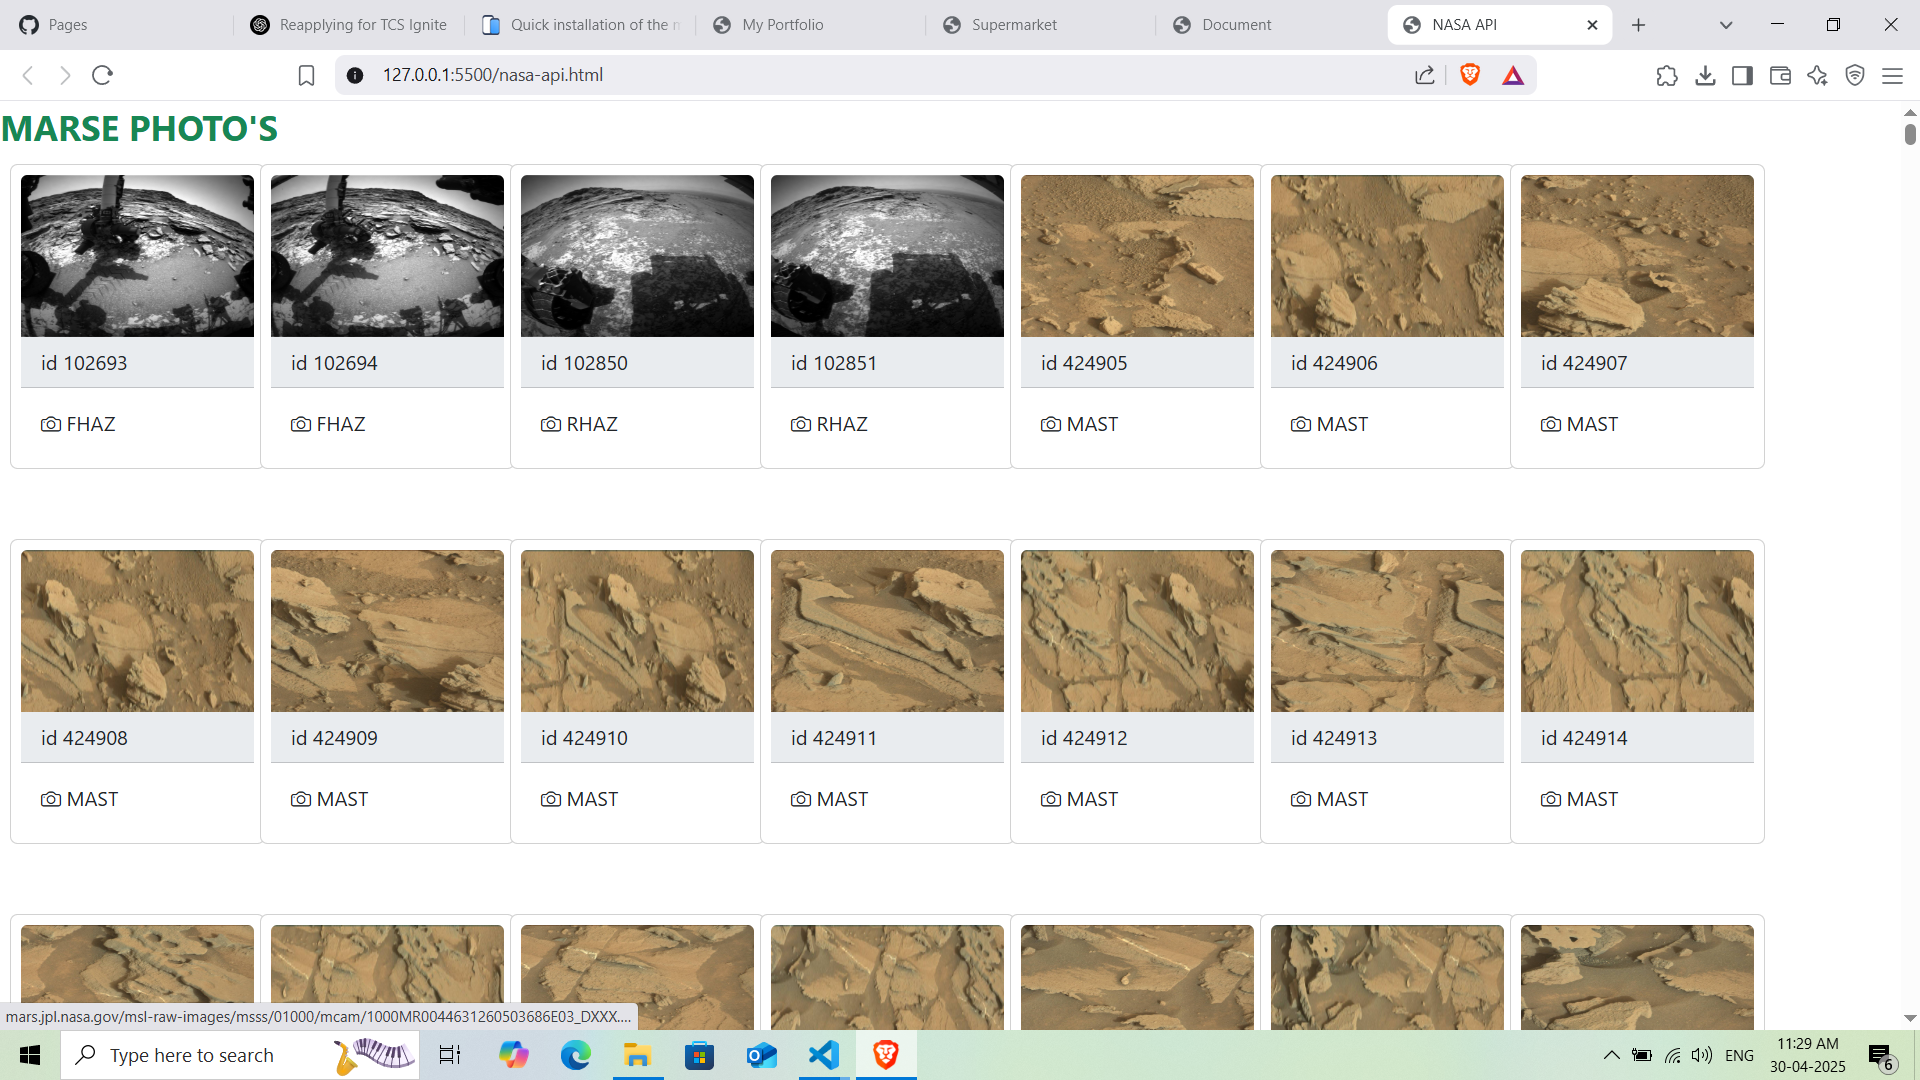 Pages
Reapplying for TCS Ignite
Quick installation of the n
My Portfolio
Supermarket
Document
NASA API
127.0.0.1:5500/nasa-api.html
MARSE PHOTO'S
id 102693
id 102694
id 102850
id 102851
id 424905
id 424906
id 424907
FHAZ
FHAZ
RHAZ
RHAZ
MAST
MAST
MAST
id 424908
id 424909
id 424910
id 424911
id 424912
id 424913
id 424914
MAST
MAST
MAST
MAST
MAST
MAST
MAST
mars.jpl.nasa.gov/msl-raw-images/msss/01000/mcam/1000MR0044631260503686E03_DXXX....
Type here to search
ENG
11:29 AM
30-04-2025
6